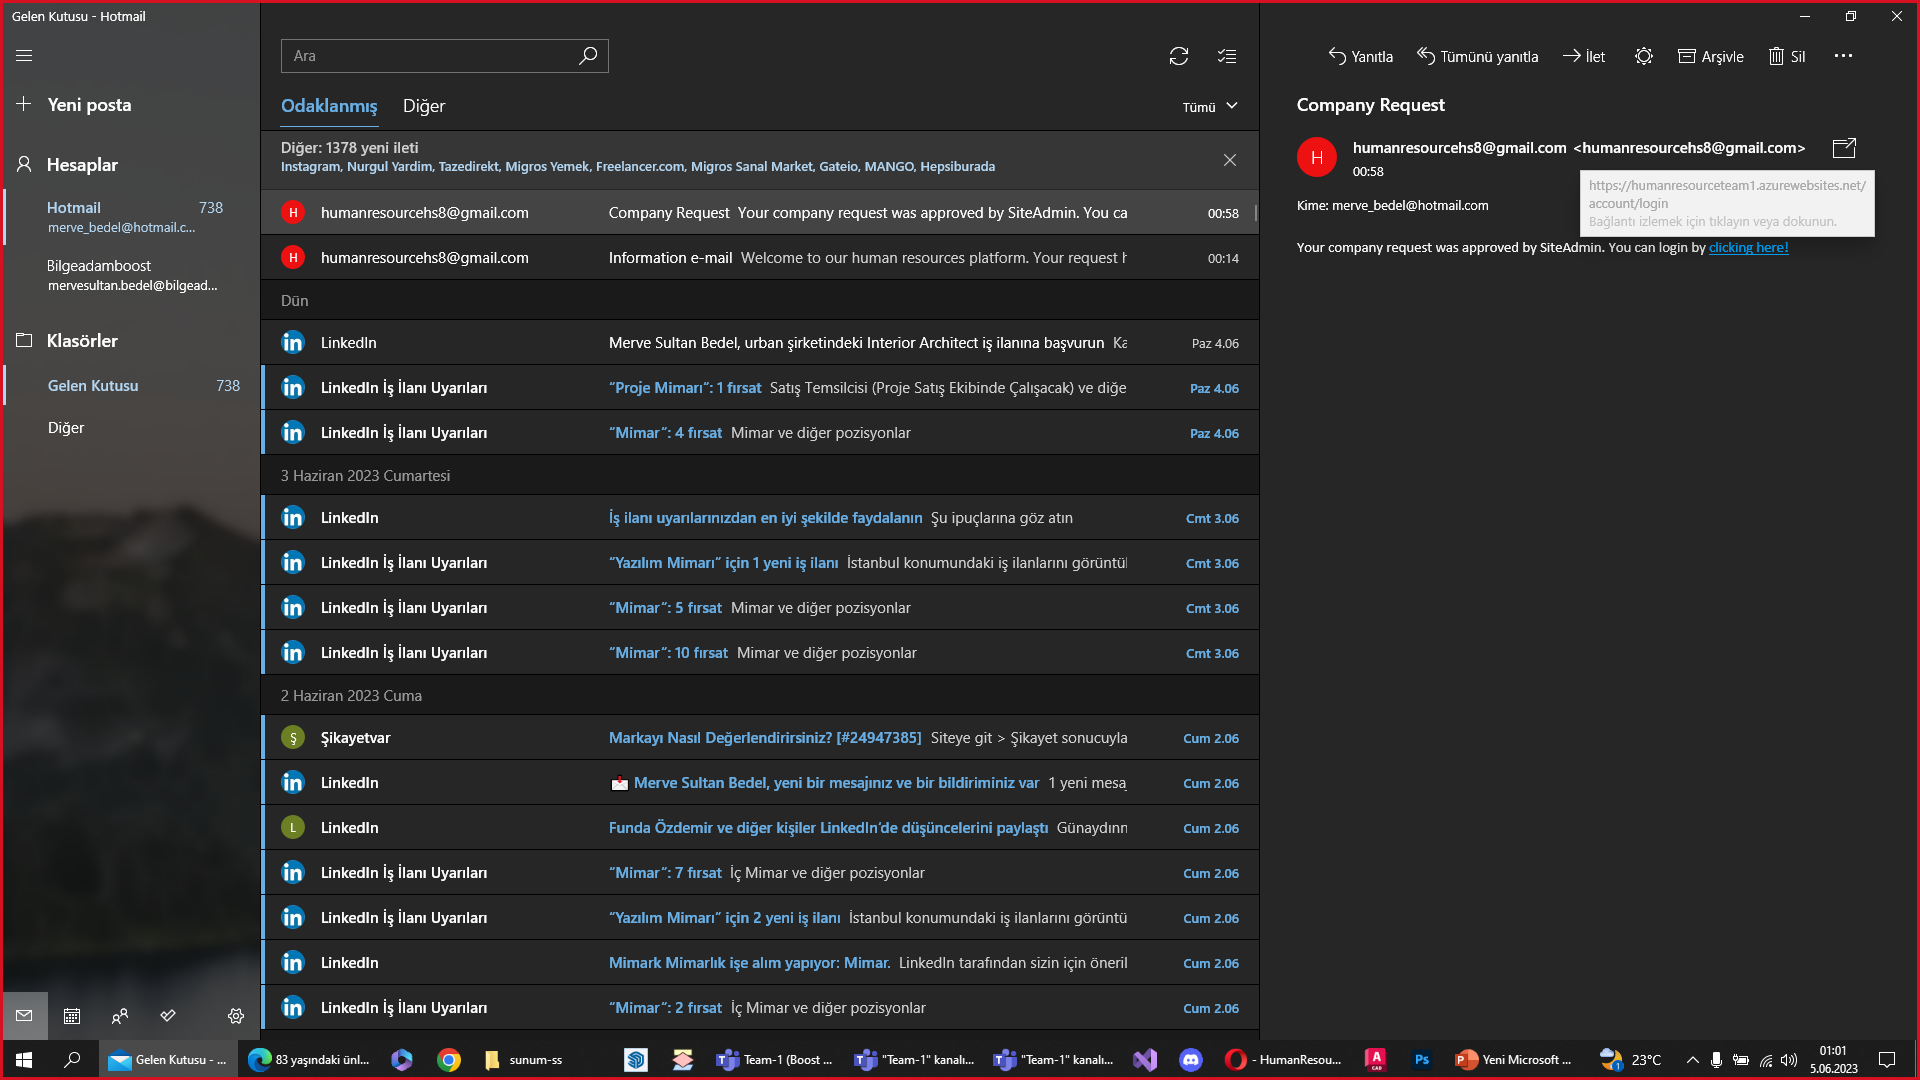 Gelen Kutusu - Hotmail
Yeni posta
Hesaplar
Hotmail 738
merve_bedel@hotmail.c...
Bilgeadamboost
mervesultan.bedel@bilgead...
Klasörler
Gelen Kutusu 738
Diğer
Ara
Odaklanmış Diğer Tümü
Diğer: 1378 yeni ileti
Instagram, Nurgul Yardim, Tazedirekt, Migros Yemek, Freelancer.com, Migros Sanal Market, Gateio, MANGO, Hepsiburada
H humanresourcehs8@gmail.com Company Request Your company request was approved by SiteAdmin. You ca 00:58
H humanresourcehs8@gmail.com Information e-mail Welcome to our human resources platform. Your request h 00:14
Dün
in LinkedIn Merve Sultan Bedel, urban şirketindeki Interior Architect iş ilanına başvurun Ka Paz 4.06
in LinkedIn İş İlanı Uyarıları “Proje Mimarı“: 1 fırsat Satış Temsilcisi (Proje Satış Ekibinde Çalışacak) ve diğe Paz 4.06
in LinkedIn İş İlanı Uyarıları “Mimar“: 4 fırsat Mimar ve diğer pozisyonlar Paz 4.06
3 Haziran 2023 Cumartesi
in LinkedIn İş ilanı uyarılarınızdan en iyi şekilde faydalanın Şu ipuçlarına göz atın Cmt 3.06
in LinkedIn İş İlanı Uyarıları “Yazılım Mimarı“ için 1 yeni iş ilanı İstanbul konumundaki iş ilanlarını görüntül Cmt 3.06
in LinkedIn İş İlanı Uyarıları “Mimar“: 5 fırsat Mimar ve diğer pozisyonlar Cmt 3.06
in LinkedIn İş İlanı Uyarıları “Mimar“: 10 fırsat Mimar ve diğer pozisyonlar Cmt 3.06
2 Haziran 2023 Cuma
Ş Şikayetvar Markayı Nasıl Değerlendirirsiniz? [#24947385] Siteye git > Şikayet sonucuyla Cum 2.06
in LinkedIn Merve Sultan Bedel, yeni bir mesajınız ve bir bildiriminiz var 1 yeni mesaj Cum 2.06
L LinkedIn Funda Özdemir ve diğer kişiler LinkedIn’de düşüncelerini paylaştı Günaydınn Cum 2.06
in LinkedIn İş İlanı Uyarıları “Mimar“: 7 fırsat İç Mimar ve diğer pozisyonlar Cum 2.06
in LinkedIn İş İlanı Uyarıları “Yazılım Mimarı“ için 2 yeni iş ilanı İstanbul konumundaki iş ilanlarını görüntü Cum 2.06
in LinkedIn Mimark Mimarlık işe alım yapıyor: Mimar. LinkedIn tarafından sizin için öneril Cum 2.06
in LinkedIn İş İlanı Uyarıları “Mimar“: 2 fırsat İç Mimar ve diğer pozisyonlar Cum 2.06
Yanıtla Tümünü yanıtla İlet Arşivle Sil
Company Request
H humanresourcehs8@gmail.com <humanresourcehs8@gmail.com>
00:58
Kime: merve_bedel@hotmail.com
https://humanresourceteam1.azurewebsites.net/
account/login
Bağlantı izlemek için tıklayın veya dokunun.
Your company request was approved by SiteAdmin. You can login by clicking here!
Gelen Kutusu - ... 83 yaşındaki ünl... sunum-ss Team-1 (Boost ... "Team-1" kanalı... "Team-1" kanalı... - HumanResou... Yeni Microsoft ... 1 23°C
A CAD Ps P
01:01
5.06.2023